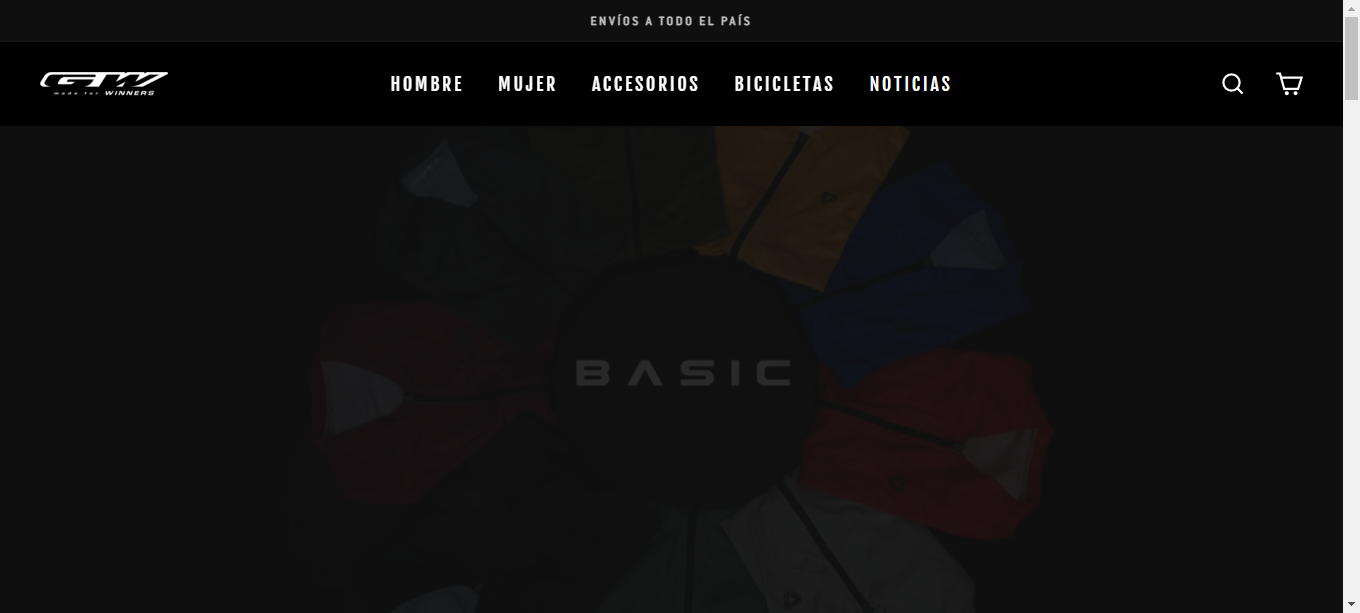 ENVÍOS A TODO EL PAÍS
GW
made for WINNERS
HOMBRE MUJER ACCESORIOS BICICLETAS NOTICIAS
BASIC